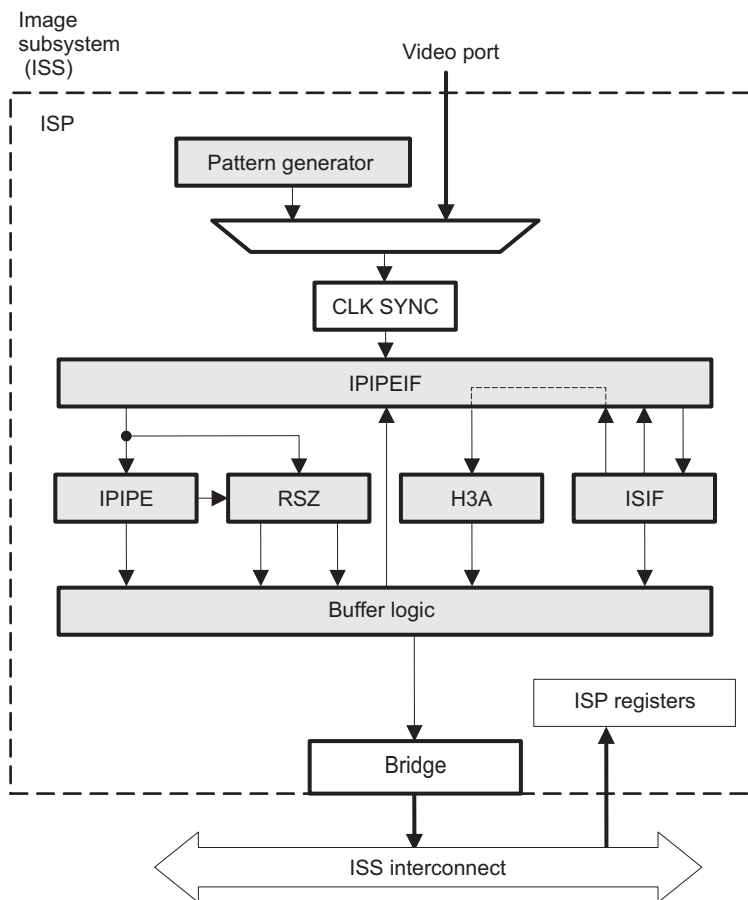 Image
subsystem
(ISS)
Video port
ISP
Pattern generator
CLK SYNC
IPIPEIF
IPIPE
RSZ
H3A
ISIF
Buffer logic
ISP registers
Bridge
ISS interconnect